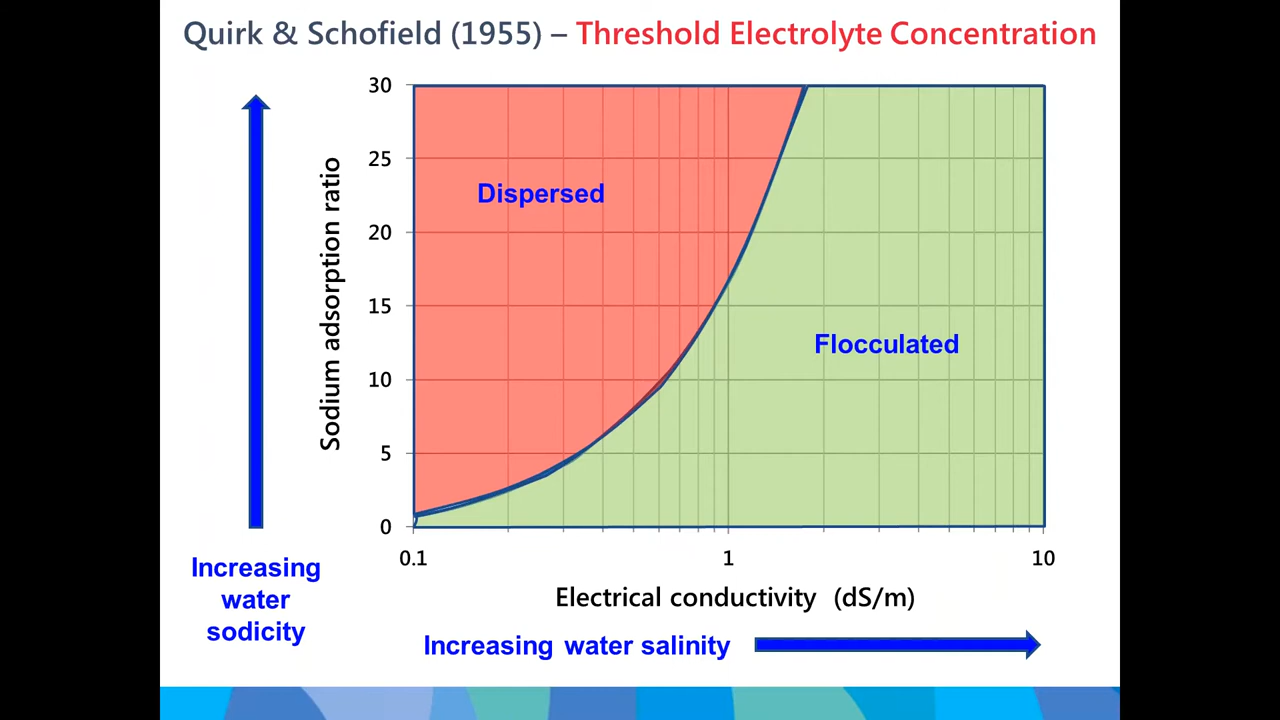 Quirk & Schofield (1955) – Threshold Electrolyte Concentration
30
25
20
15
10
5
0
Sodium adsorption ratio
Dispersed
Flocculated
0.1
1
10
Electrical conductivity (dS/m)
Increasing
water
sodicity
Increasing water salinity